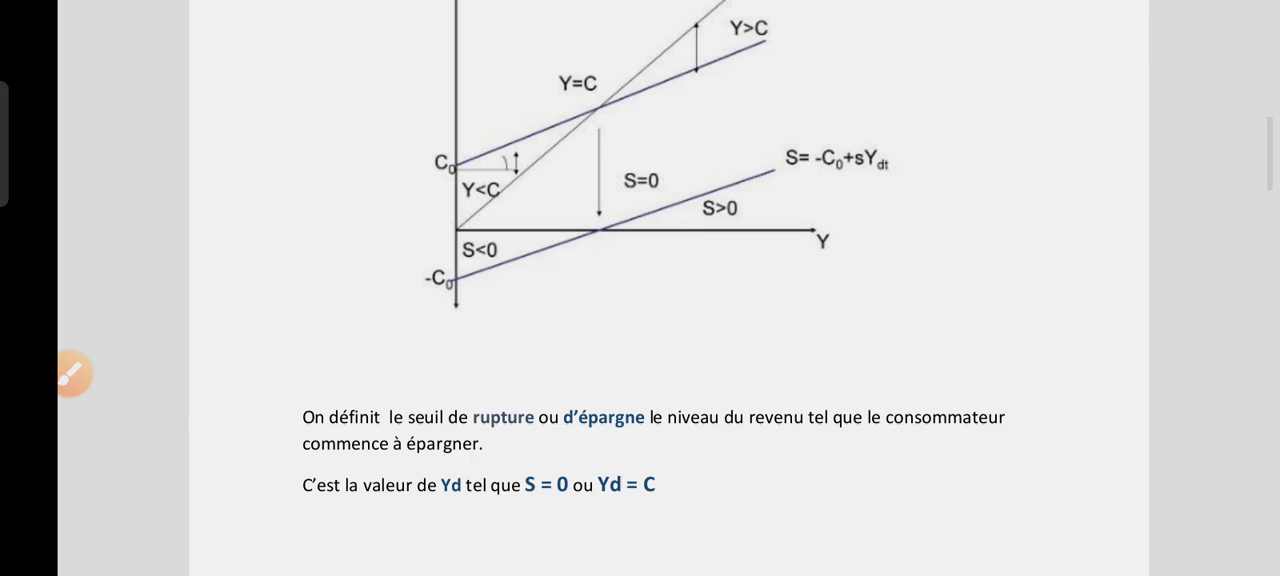 Y>C
Y=C
C₀
S= -C₀+sYdt
Y<C
S=0
S>0
Y
S<0
-C₀
On définit le seuil de rupture ou d’épargne le niveau du revenu tel que le consommateur
commence à épargner.
C’est la valeur de Yd tel que S = 0 ou Yd = C